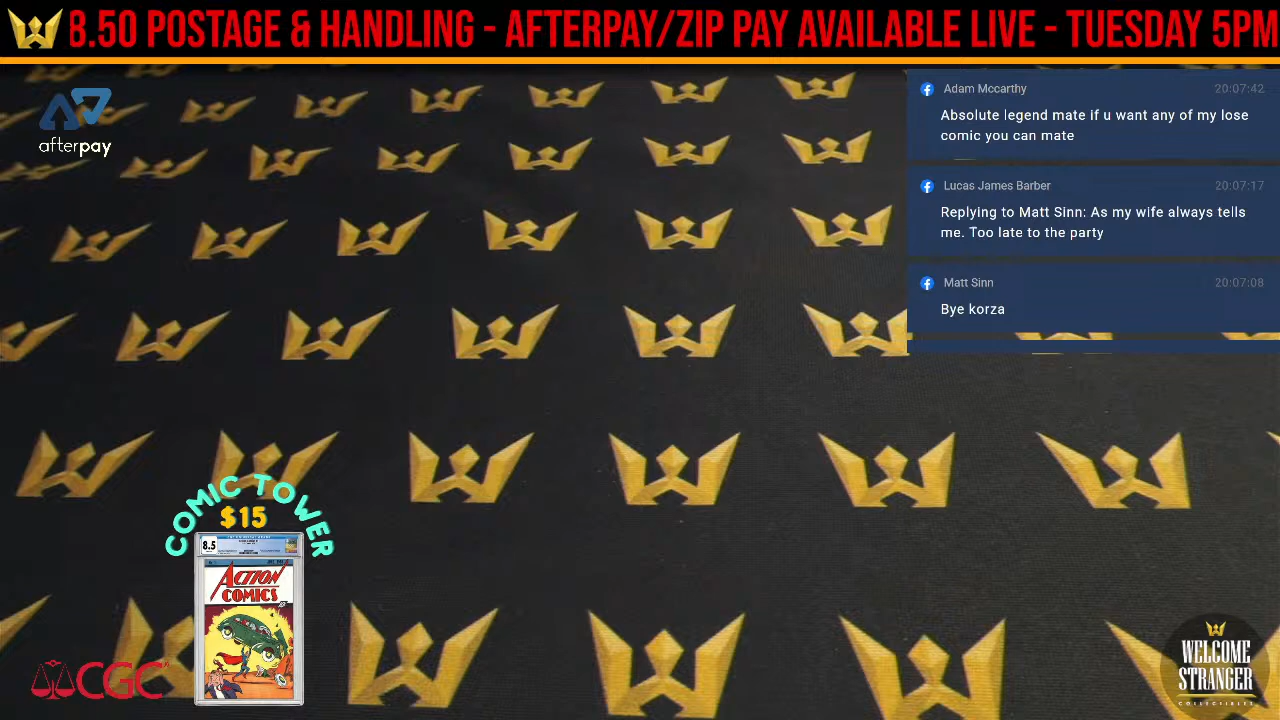 8.50 POSTAGE & HANDLING - AFTERPAY/ZIP PAY AVAILABLE LIVE - TUESDAY 5PM
afterpay
Adam Mccarthy 20:07:42
Absolute legend mate if u want any of my lose
comic you can mate
Lucas James Barber 20:07:17
Replying to Matt Sinn: As my wife always tells
me. Too late to the party
Matt Sinn 20:07:08
Bye korza
COMIC TOWER
$15
8.5
ACTION
COMICS
CGC
WELCOME
STRANGER
COLLECTIBLES